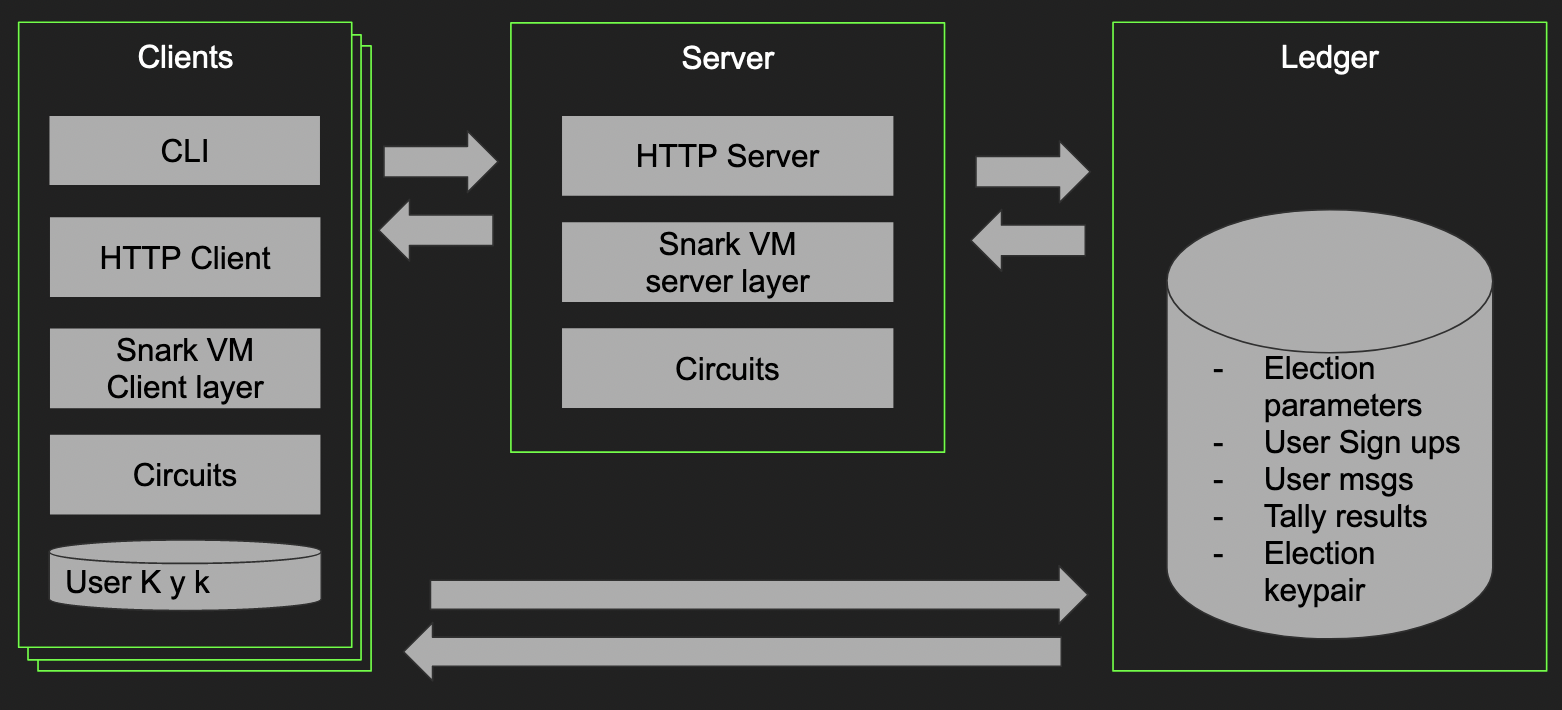 Clients
CLI
HTTP Client
Snark VM
Client layer
Circuits
User K y k
Server
HTTP Server
Snark VM
server layer
Circuits
Ledger
- Election
parameters
- User Sign ups
- User msgs
- Tally results
- Election
keypair